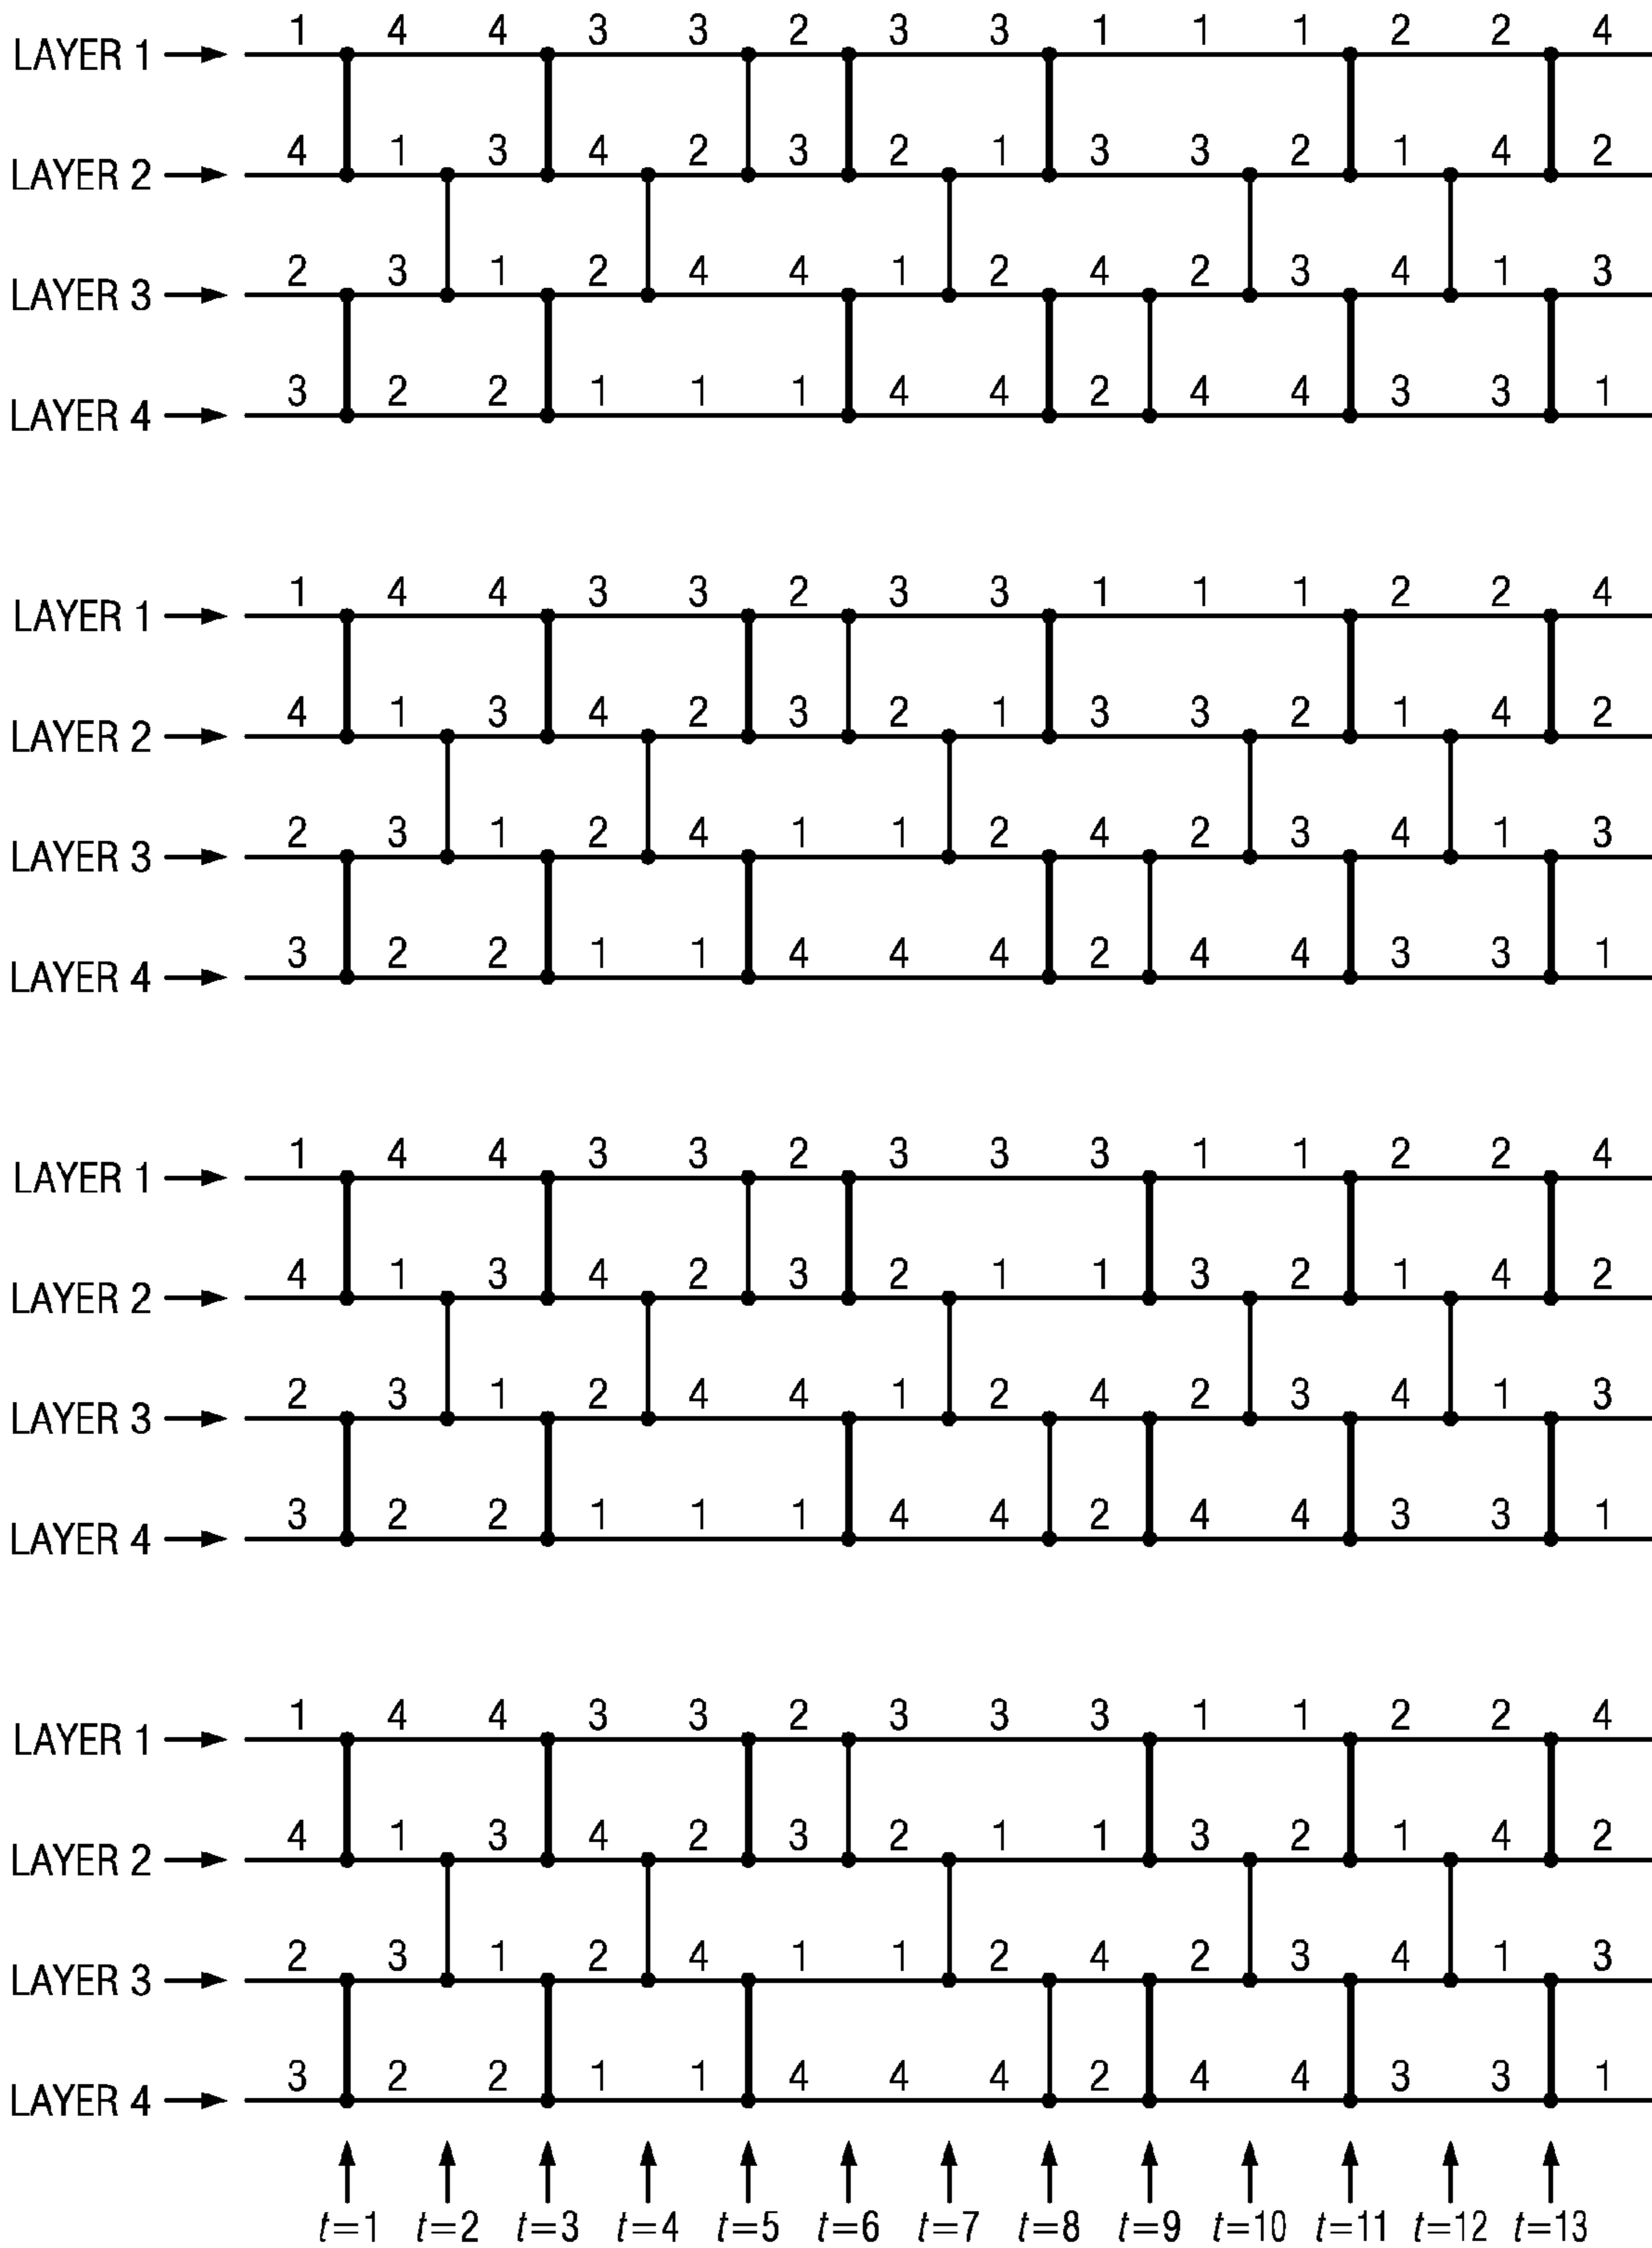 1 4 4 3 3 2 3 3 1 1 1 2 2 4
LAYER 1
4 1 3 4 2 3 2 1 3 3 2 1 4 2
LAYER 2
2 3 1 2 4 4 1 2 4 2 3 4 1 3
LAYER 3
3 2 2 1 1 1 4 4 2 4 4 3 3 1
LAYER 4
1 4 4 3 3 2 3 3 1 1 1 2 2 4
LAYER 1
4 1 3 4 2 3 2 1 3 3 2 1 4 2
LAYER 2
2 3 1 2 4 1 1 2 4 2 3 4 1 3
LAYER 3
3 2 2 1 1 4 4 4 2 4 4 3 3 1
LAYER 4
1 4 4 3 3 2 3 3 3 1 1 2 2 4
LAYER 1
4 1 3 4 2 3 2 1 1 3 2 1 4 2
LAYER 2
2 3 1 2 4 4 1 2 4 2 3 4 1 3
LAYER 3
3 2 2 1 1 1 4 4 2 4 4 3 3 1
LAYER 4
1 4 4 3 3 2 3 3 3 1 1 2 2 4
LAYER 1
4 1 3 4 2 3 2 1 1 3 2 1 4 2
LAYER 2
2 3 1 2 4 1 1 2 4 2 3 4 1 3
LAYER 3
3 2 2 1 1 4 4 4 2 4 4 3 3 1
LAYER 4
t=1 t=2 t=3 t=4 t=5 t=6 t=7 t=8 t=9 t=10 t=11 t=12 t=13